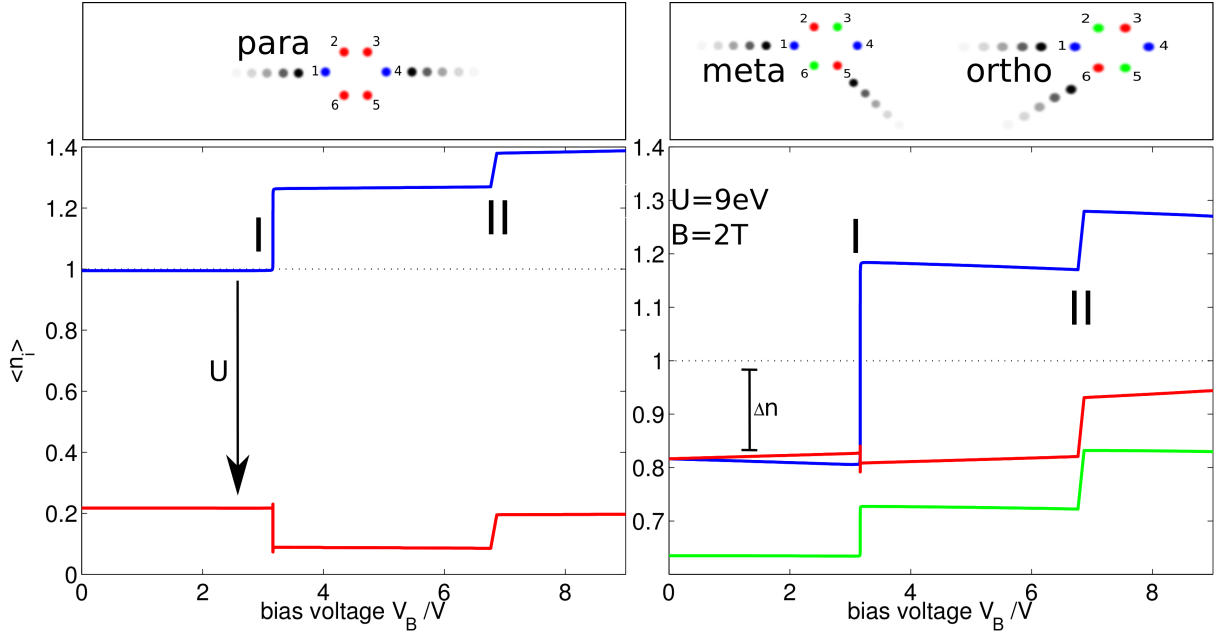 para
2 3
1 4
6 5
meta
2 3
1 4
6 5
ortho
2 3
1 4
6 5
1.4
1.2
1
0.8
0.6
0.4
0.2
0
<n_i>
I
II
U
0 2 4 6 8
bias voltage V_B /V
1.4
1.3
1.2
1.1
1
0.9
0.8
0.7
U=9eV
B=2T
I
II
Δn
0 2 4 6 8
bias voltage V_B /V